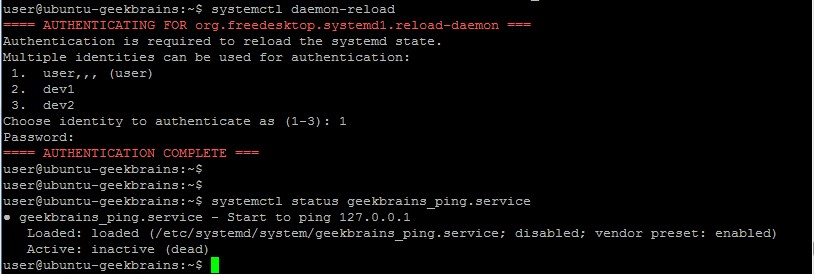 user@ubuntu-geekbrains:~$ systemctl daemon-reload
==== AUTHENTICATING FOR org.freedesktop.systemd1.reload-daemon ===
Authentication is required to reload the systemd state.
Multiple identities can be used for authentication:
 1.  user,,, (user)
 2.  dev1
 3.  dev2
Choose identity to authenticate as (1-3): 1
Password:
==== AUTHENTICATION COMPLETE ===
user@ubuntu-geekbrains:~$
user@ubuntu-geekbrains:~$
user@ubuntu-geekbrains:~$ systemctl status geekbrains_ping.service
● geekbrains_ping.service - Start to ping 127.0.0.1
   Loaded: loaded (/etc/systemd/system/geekbrains_ping.service; disabled; vendor preset: enabled)
   Active: inactive (dead)
user@ubuntu-geekbrains:~$